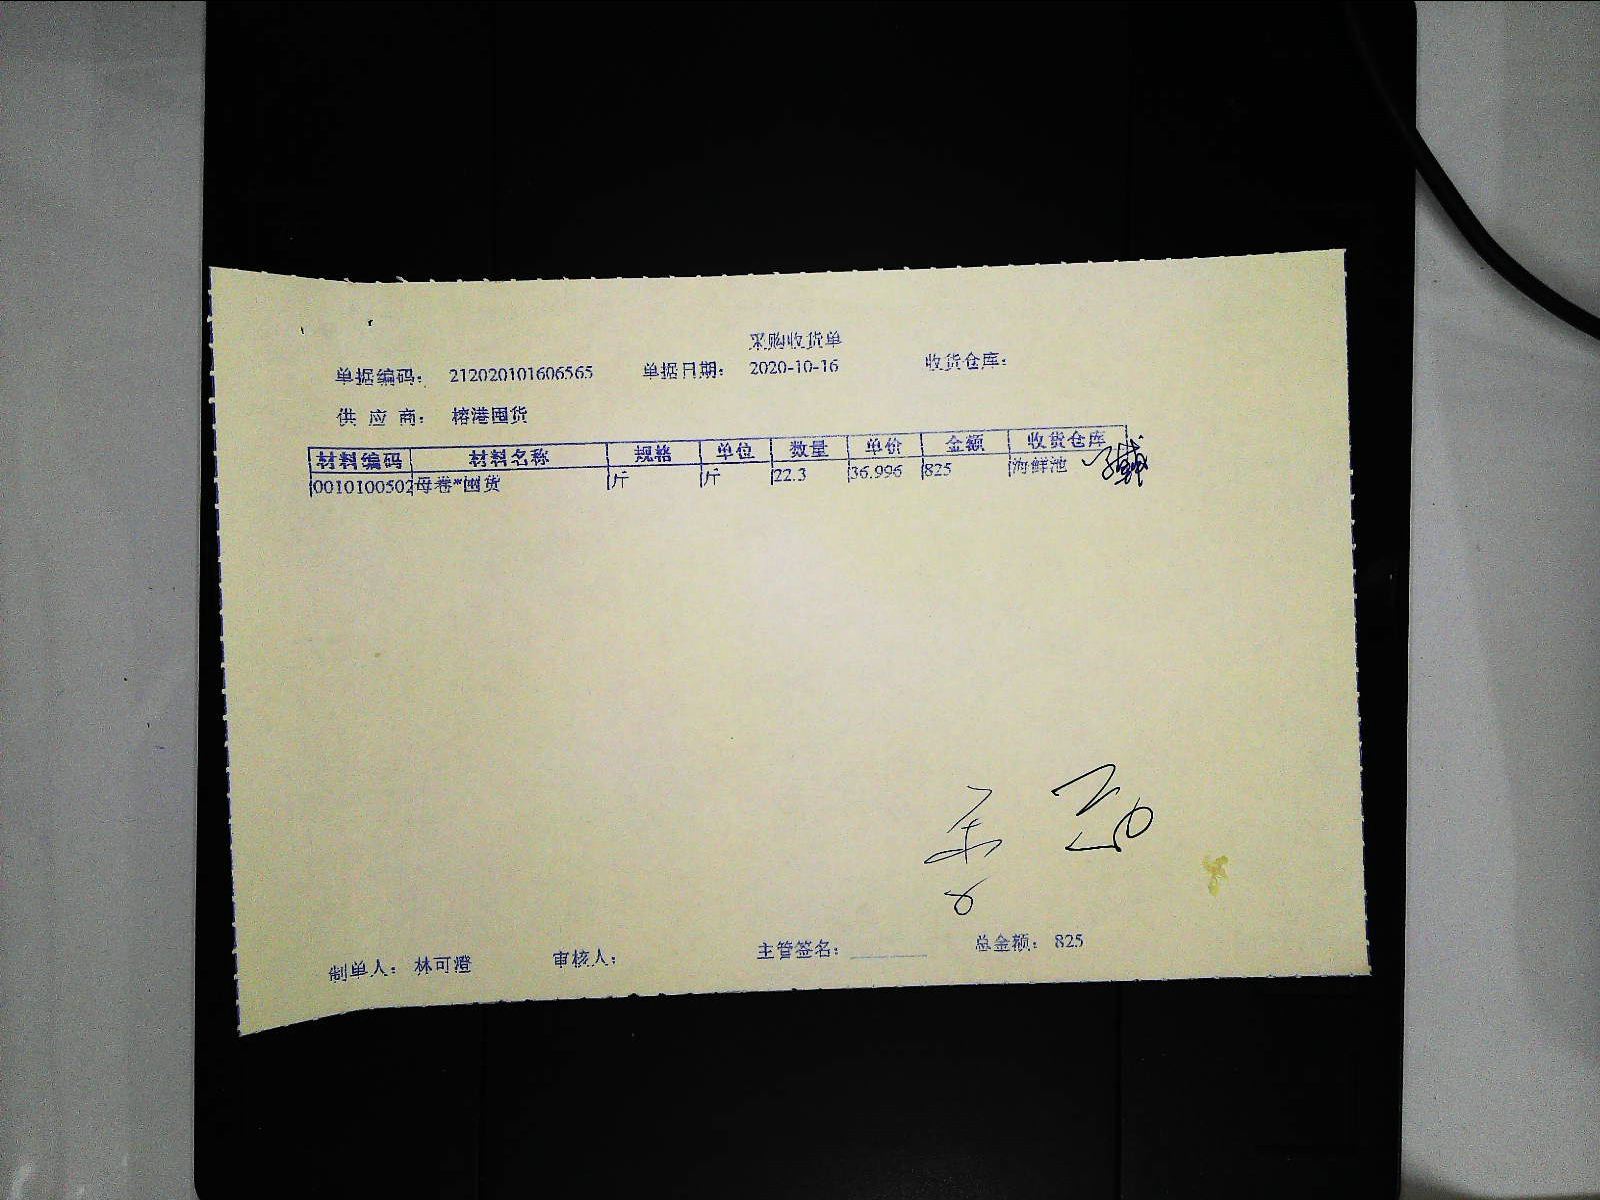 采购收货单
单据编码： 212020101606565 单据日期： 2020-10-16 收货仓库：
供 应 商： 榕港囤货
材料编码 材料名称 规格 单位 数量 单价 金额 收货仓库
0010100502 母卷*囤货 斤 斤 22.3 36.996 825 海鲜池
制单人： 林可澄 审核人： 主管签名： 总金额： 825